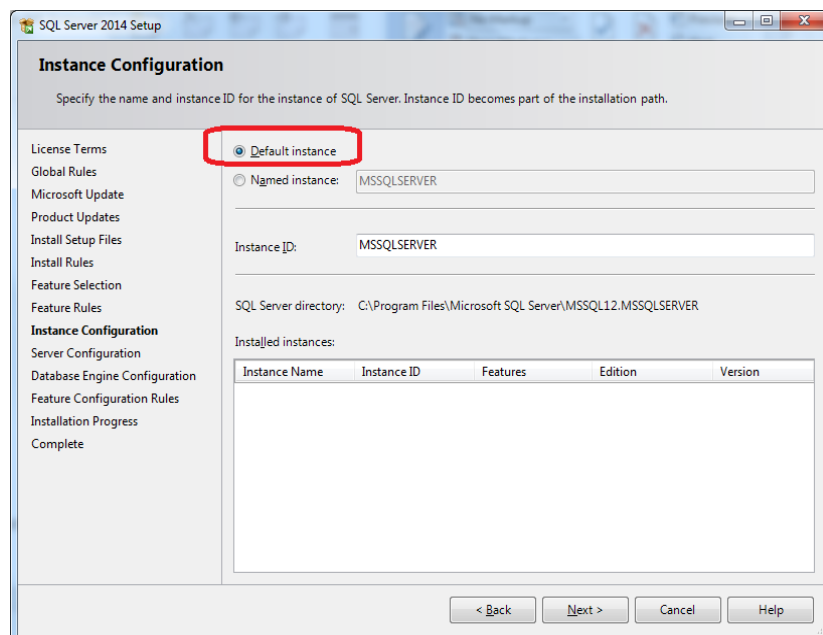 SQL Server 2014 Setup
Instance Configuration
Specify the name and instance ID for the instance of SQL Server. Instance ID becomes part of the installation path.
License Terms
Global Rules
Microsoft Update
Product Updates
Install Setup Files
Install Rules
Feature Selection
Feature Rules
Instance Configuration
Server Configuration
Database Engine Configuration
Feature Configuration Rules
Installation Progress
Complete
Default instance
Named instance: MSSQLSERVER
Instance ID: MSSQLSERVER
SQL Server directory: C:\Program Files\Microsoft SQL Server\MSSQL12.MSSQLSERVER
Installed instances:
Instance Name Instance ID Features Edition Version
< Back Next > Cancel Help